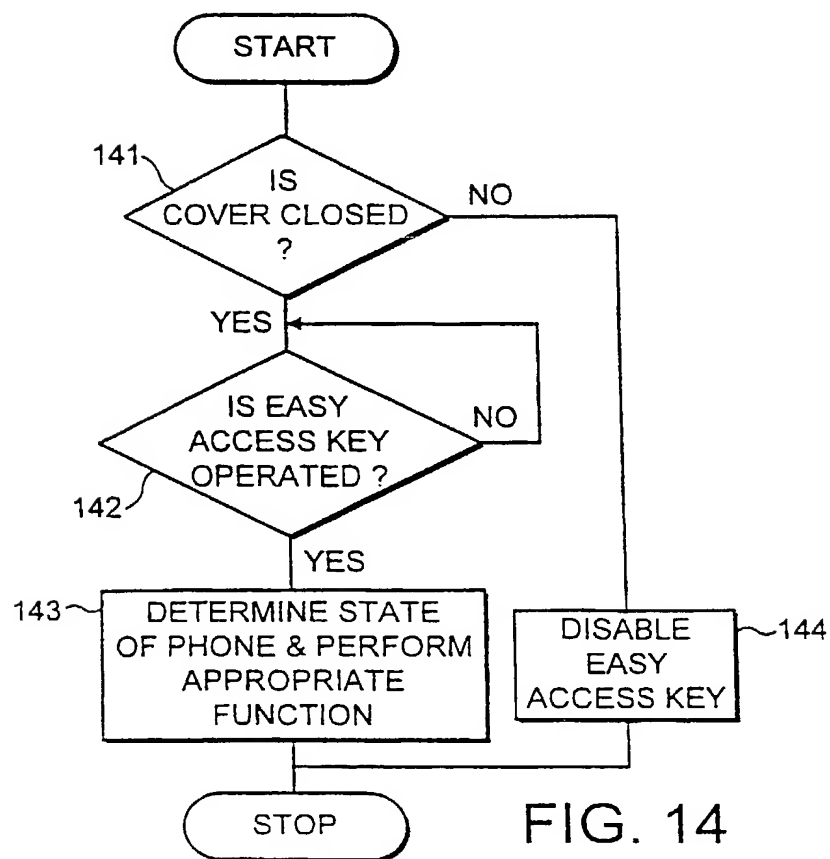 START
141
IS
COVER CLOSED
?
NO
YES
IS EASY
ACCESS KEY
OPERATED ?
NO
142
YES
143
DETERMINE STATE
OF PHONE & PERFORM
APPROPRIATE
FUNCTION
DISABLE
EASY
ACCESS KEY
144
STOP
FIG. 14